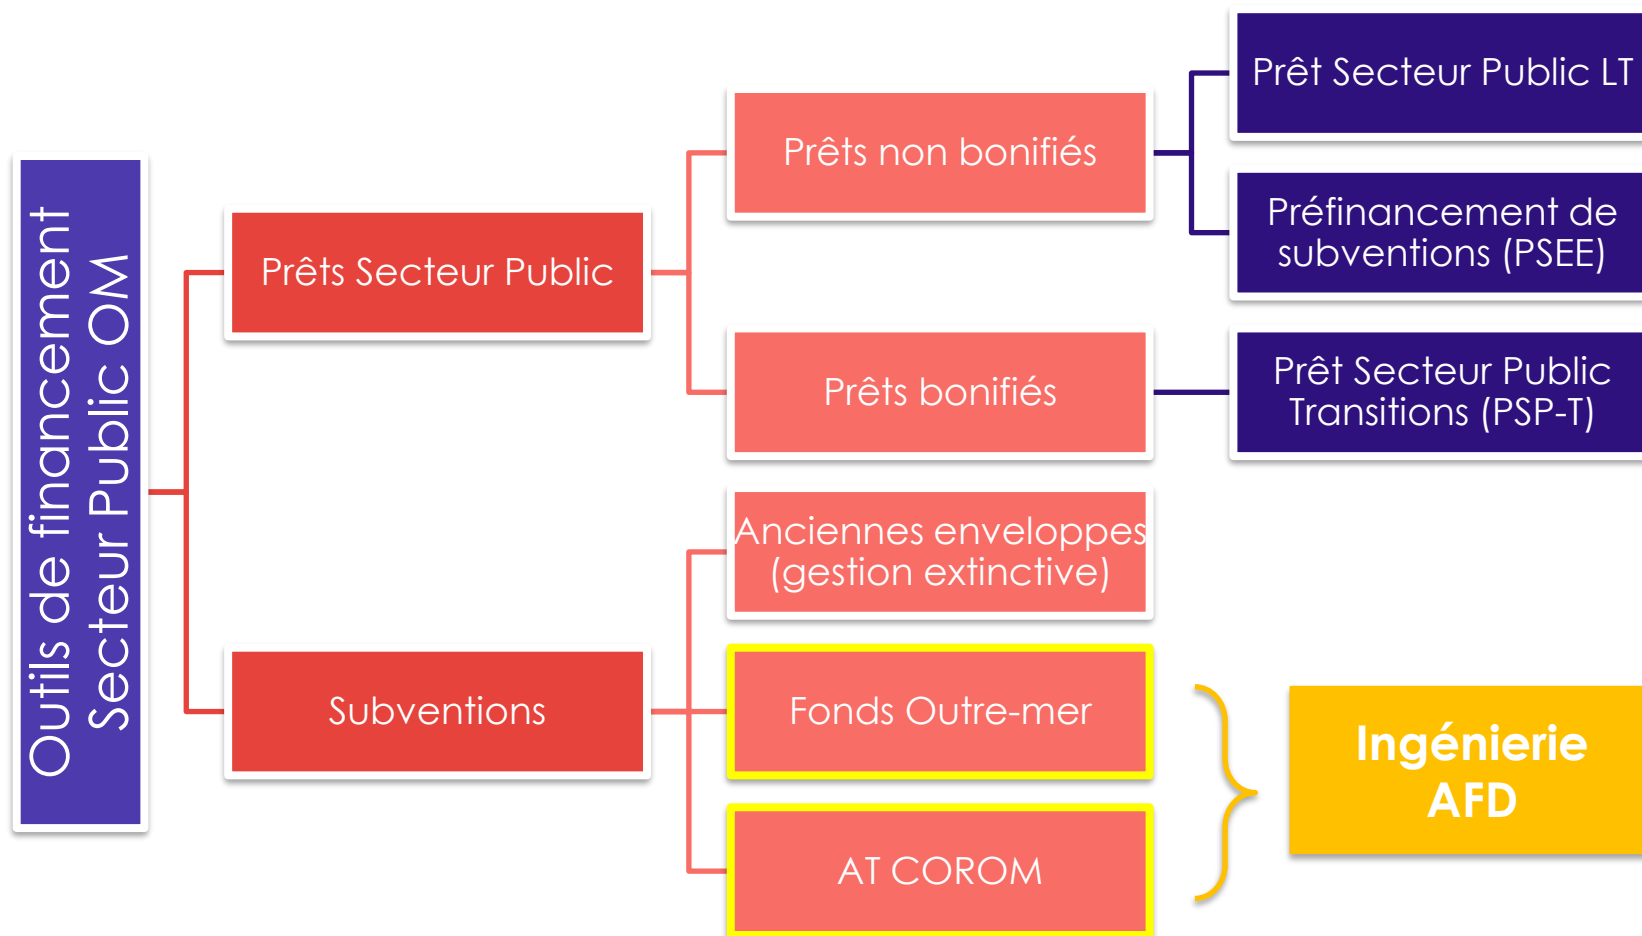 Outils de financement
Secteur Public OM
Prêts Secteur Public
Prêts non bonifiés
Prêt Secteur Public LT
Préfinancement de
subventions (PSEE)
Prêts bonifiés
Prêt Secteur Public
Transitions (PSP-T)
Subventions
Anciennes enveloppes
(gestion extinctive)
Fonds Outre-mer
AT COROM
Ingénierie
AFD